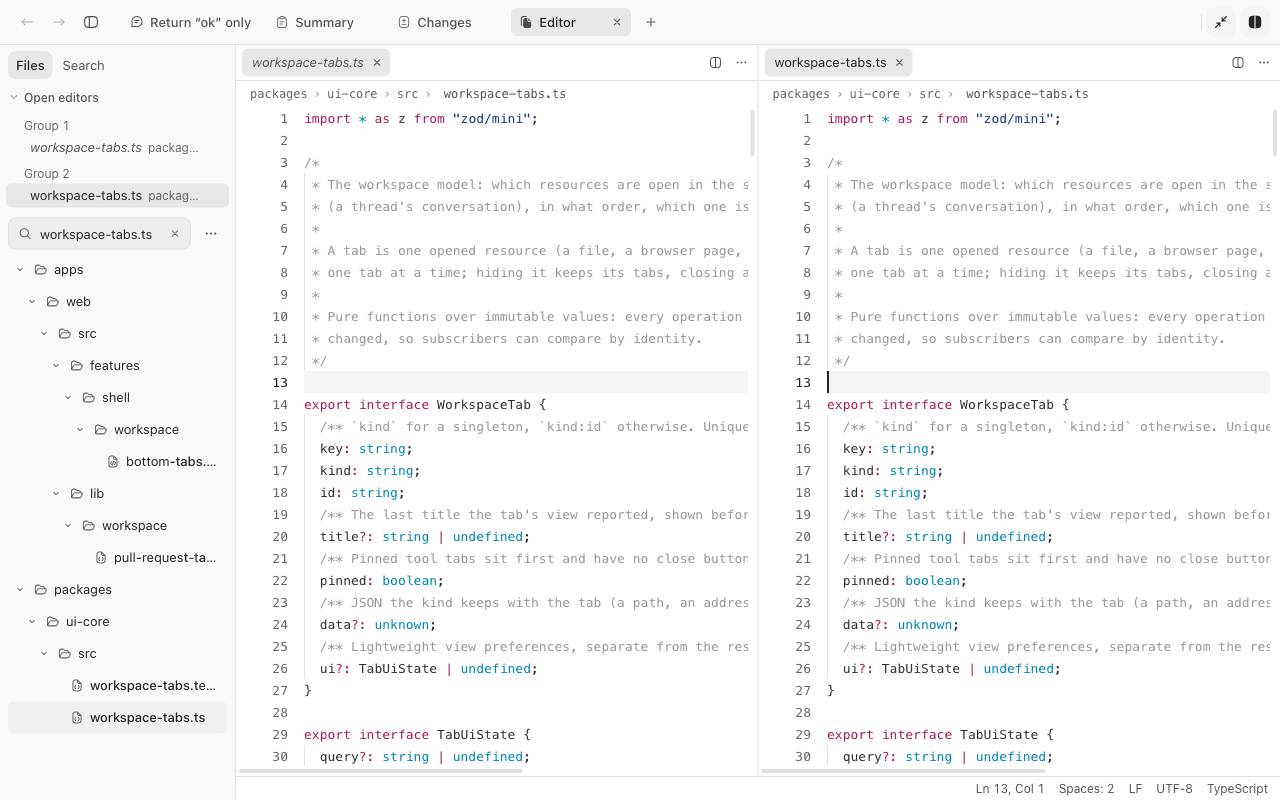 Return “ok” only
Summary
Changes
Editor
Files Search
Open editors
Group 1
workspace-tabs.ts packag...
Group 2
workspace-tabs.ts packag...
workspace-tabs.ts
apps
web
src
features
shell
workspace
bottom-tabs....
lib
workspace
pull-request-ta...
packages
ui-core
src
workspace-tabs.te...
workspace-tabs.ts
workspace-tabs.ts
packages › ui-core › src › workspace-tabs.ts
1 import * as z from "zod/mini";
2
3 /*
4 * The workspace model: which resources are open in the s
5 * (a thread's conversation), in what order, which one is
6 *
7 * A tab is one opened resource (a file, a browser page,
8 * one tab at a time; hiding it keeps its tabs, closing a
9 *
10 * Pure functions over immutable values: every operation
11 * changed, so subscribers can compare by identity.
12 */
13
14 export interface WorkspaceTab {
15 /** `kind` for a singleton, `kind:id` otherwise. Unique
16 key: string;
17 kind: string;
18 id: string;
19 /** The last title the tab's view reported, shown befor
20 title?: string | undefined;
21 /** Pinned tool tabs sit first and have no close button
22 pinned: boolean;
23 /** JSON the kind keeps with the tab (a path, an addres
24 data?: unknown;
25 /** Lightweight view preferences, separate from the res
26 ui?: TabUiState | undefined;
27 }
28
29 export interface TabUiState {
30 query?: string | undefined;
workspace-tabs.ts
packages › ui-core › src › workspace-tabs.ts
1 import * as z from "zod/mini";
2
3 /*
4 * The workspace model: which resources are open in the s
5 * (a thread's conversation), in what order, which one is
6 *
7 * A tab is one opened resource (a file, a browser page,
8 * one tab at a time; hiding it keeps its tabs, closing a
9 *
10 * Pure functions over immutable values: every operation
11 * changed, so subscribers can compare by identity.
12 */
13
14 export interface WorkspaceTab {
15 /** `kind` for a singleton, `kind:id` otherwise. Unique
16 key: string;
17 kind: string;
18 id: string;
19 /** The last title the tab's view reported, shown befor
20 title?: string | undefined;
21 /** Pinned tool tabs sit first and have no close button
22 pinned: boolean;
23 /** JSON the kind keeps with the tab (a path, an addres
24 data?: unknown;
25 /** Lightweight view preferences, separate from the res
26 ui?: TabUiState | undefined;
27 }
28
29 export interface TabUiState {
30 query?: string | undefined;
Ln 13, Col 1 Spaces: 2 LF UTF-8 TypeScript